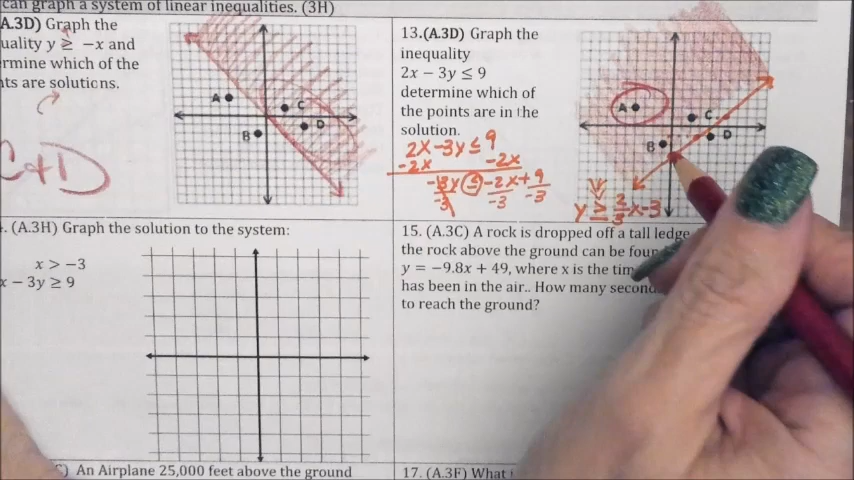 can graph a system of linear inequalities. (3H)
A.3D) Graph the
uality y ≥ −x and
rmine which of the
nts are solutions.
A
C
B
D
C+D
13.(A.3D) Graph the
inequality
2x − 3y ≤ 9
determine which of
the points are in the
solution.
2x-3y≤9
-2x -2x
-3y ≤ -2x+9
-3 -3 -3
y ≥ 2/3x-3
A
C
B
D
. (A.3H) Graph the solution to the system:
x > −3
x − 3y ≥ 9
15. (A.3C) A rock is dropped off a tall ledge
the rock above the ground can be
y = −9.8x + 49, where x is the
has been in the air.. How many
to reach the ground?
An Airplane 25,000 feet above the ground
17. (A.3F) What